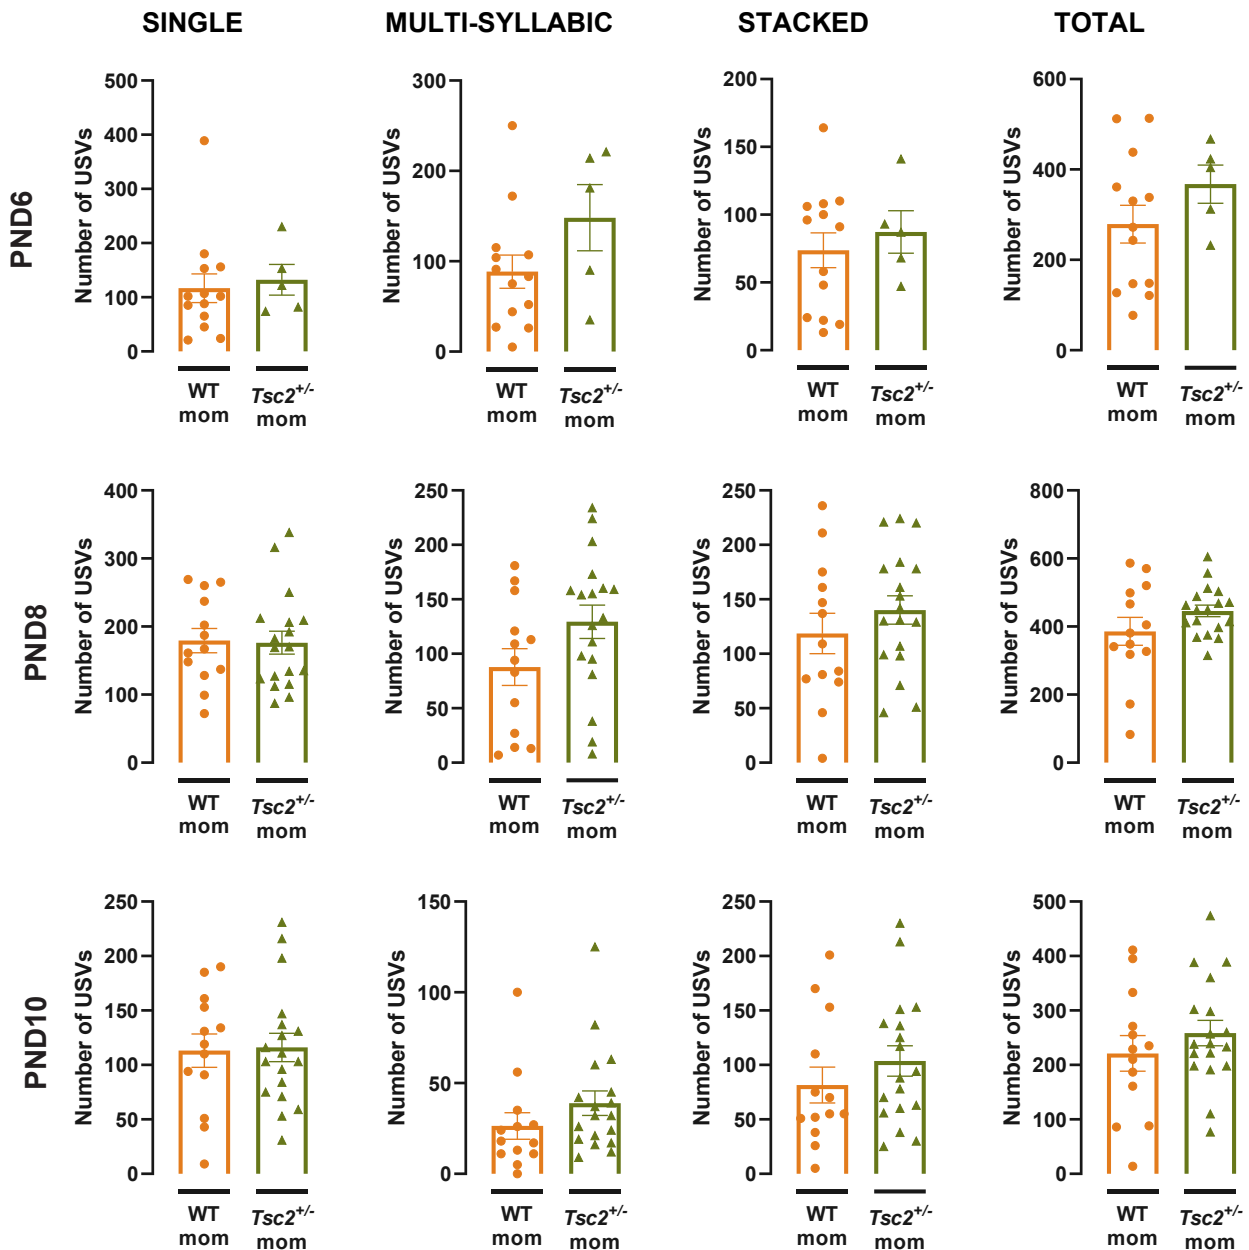 SINGLE MULTI-SYLLABIC STACKED TOTAL
PND6
Number of USVs
500
400
300
200
100
0
WT
mom
Tsc2+/-
mom
Number of USVs
300
200
100
0
WT
mom
Tsc2+/-
mom
Number of USVs
200
150
100
50
0
WT
mom
Tsc2+/-
mom
Number of USVs
600
400
200
0
WT
mom
Tsc2+/-
mom
PND8
Number of USVs
400
300
200
100
0
WT
mom
Tsc2+/-
mom
Number of USVs
250
200
150
100
50
0
WT
mom
Tsc2+/-
mom
Number of USVs
250
200
150
100
50
0
WT
mom
Tsc2+/-
mom
Number of USVs
800
600
400
200
0
WT
mom
Tsc2+/-
mom
PND10
Number of USVs
250
200
150
100
50
0
WT
mom
Tsc2+/-
mom
Number of USVs
150
100
50
0
WT
mom
Tsc2+/-
mom
Number of USVs
250
200
150
100
50
0
WT
mom
Tsc2+/-
mom
Number of USVs
500
400
300
200
100
0
WT
mom
Tsc2+/-
mom